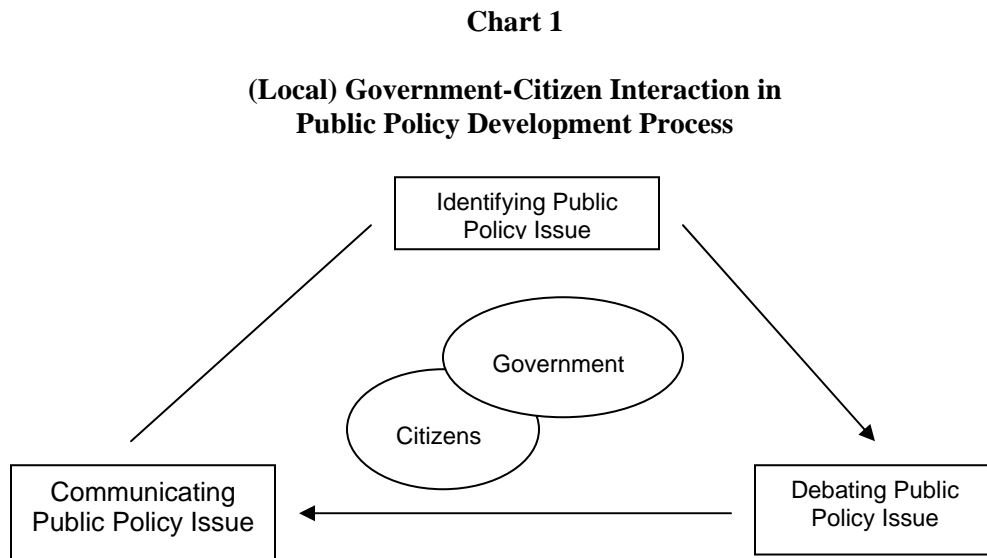 Chart 1
(Local) Government-Citizen Interaction in
Public Policy Development Process
Identifying Public
Policy Issue
Government
Citizens
Communicating
Public Policy Issue
Debating Public
Policy Issue